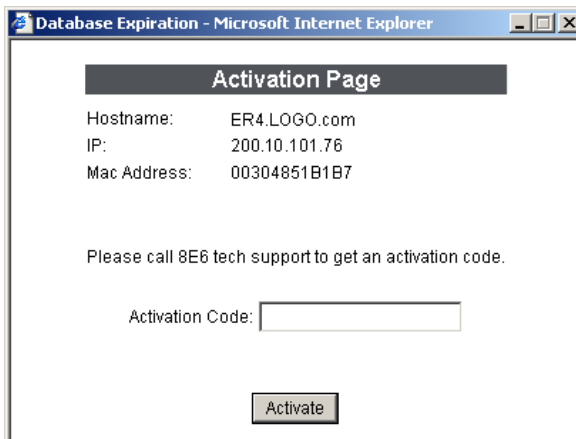 Database Expiration - Microsoft Internet Explorer
Activation Page
Hostname: ER4.LOGO.com
IP: 200.10.101.76
Mac Address: 00304851B1B7
Please call 8E6 tech support to get an activation code.
Activation Code:
Activate